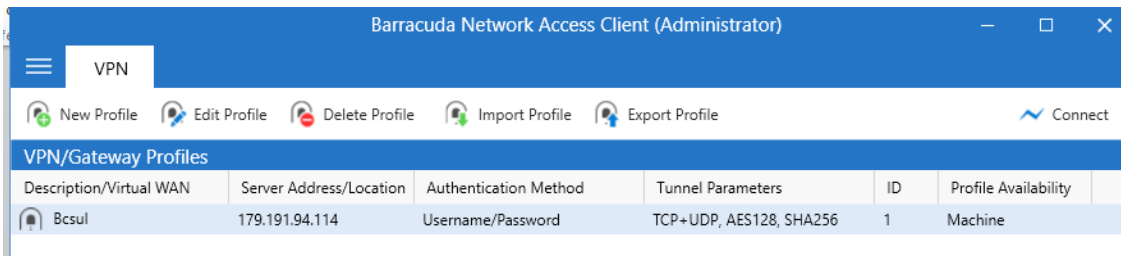 Barracuda Network Access Client (Administrator)
VPN
New Profile Edit Profile Delete Profile Import Profile Export Profile Connect
VPN/Gateway Profiles
Description/Virtual WAN Server Address/Location Authentication Method Tunnel Parameters ID Profile Availability
Bcsul 179.191.94.114 Username/Password TCP+UDP, AES128, SHA256 1 Machine